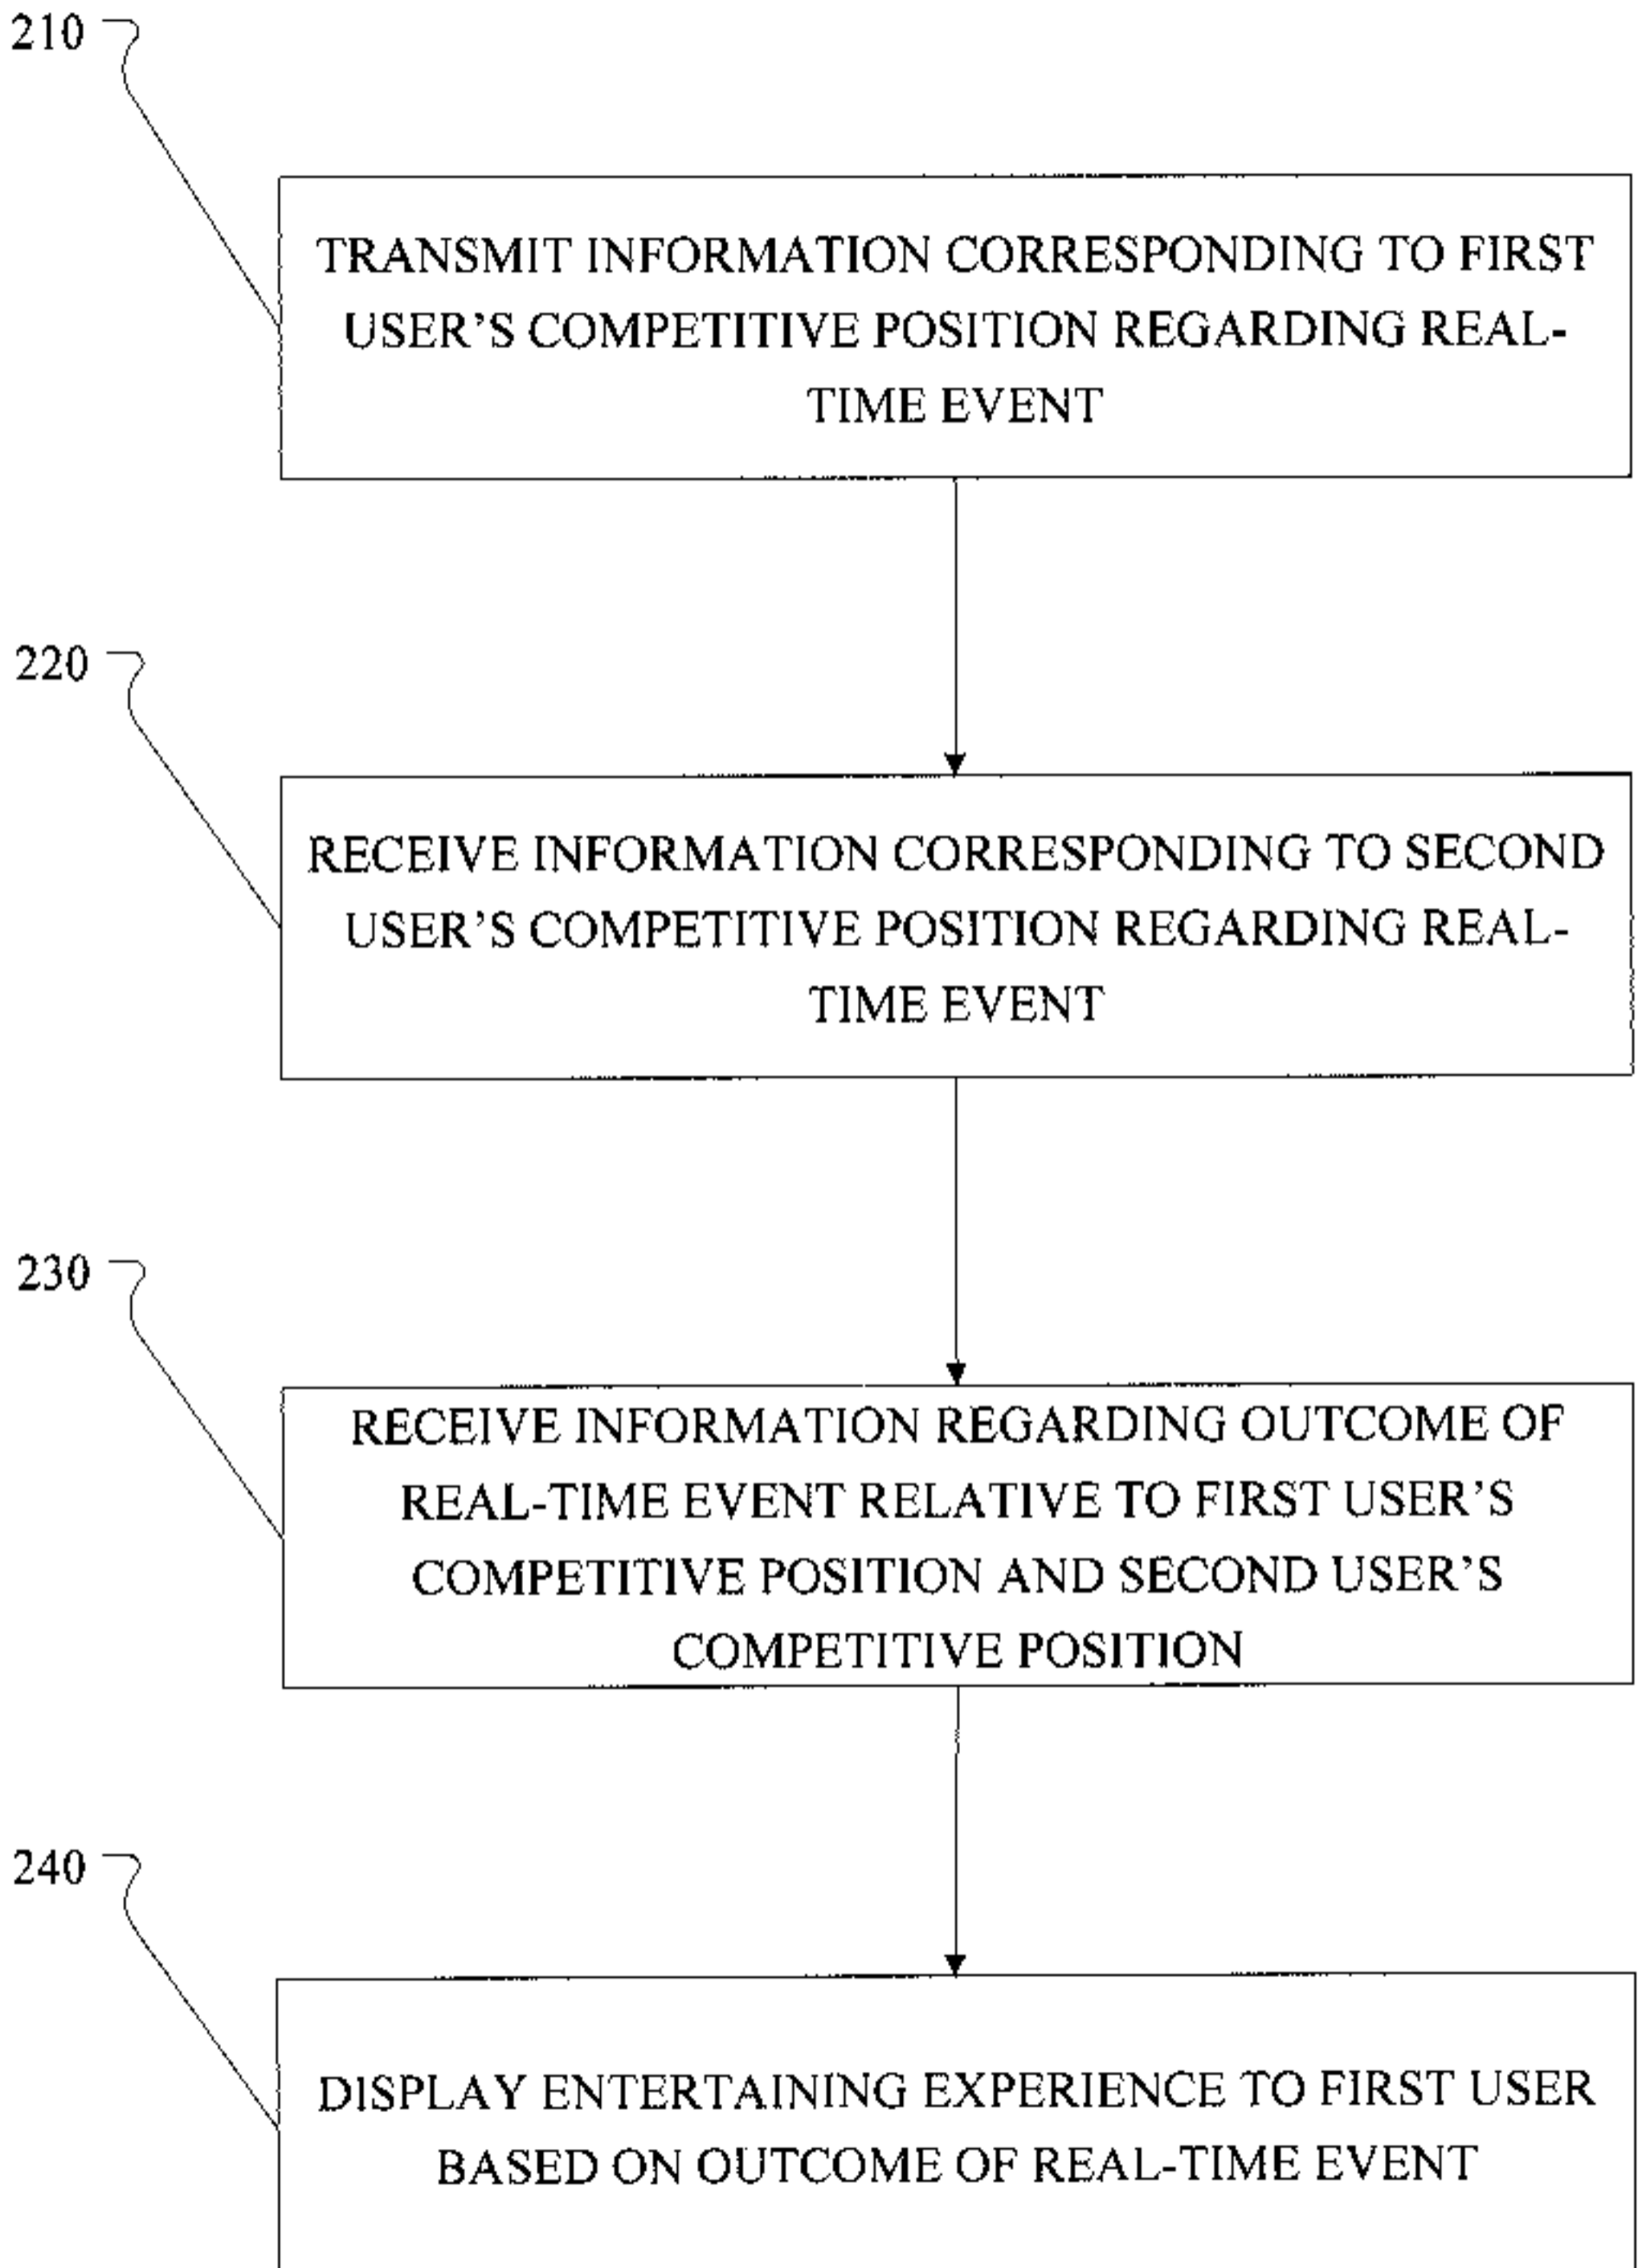 210
TRANSMIT INFORMATION CORRESPONDING TO FIRST
USER’S COMPETITIVE POSITION REGARDING REAL-
TIME EVENT
220
RECEIVE INFORMATION CORRESPONDING TO SECOND
USER’S COMPETITIVE POSITION REGARDING REAL-
TIME EVENT
230
RECEIVE INFORMATION REGARDING OUTCOME OF
REAL-TIME EVENT RELATIVE TO FIRST USER’S
COMPETITIVE POSITION AND SECOND USER’S
COMPETITIVE POSITION
240
DISPLAY ENTERTAINING EXPERIENCE TO FIRST USER
BASED ON OUTCOME OF REAL-TIME EVENT